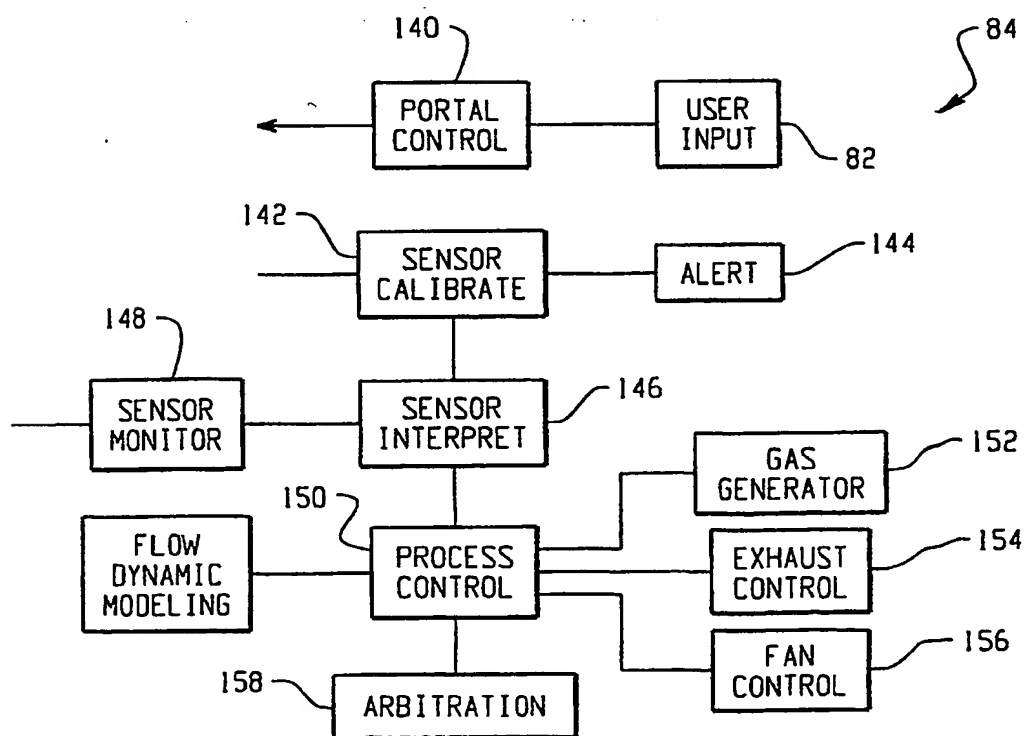 140
84
PORTAL
CONTROL
USER
INPUT
82
142
SENSOR
CALIBRATE
ALERT
144
148
SENSOR
MONITOR
SENSOR
INTERPRET
146
GAS
GENERATOR
152
150
FLOW
DYNAMIC
MODELING
PROCESS
CONTROL
EXHAUST
CONTROL
154
FAN
CONTROL
156
158
ARBITRATION